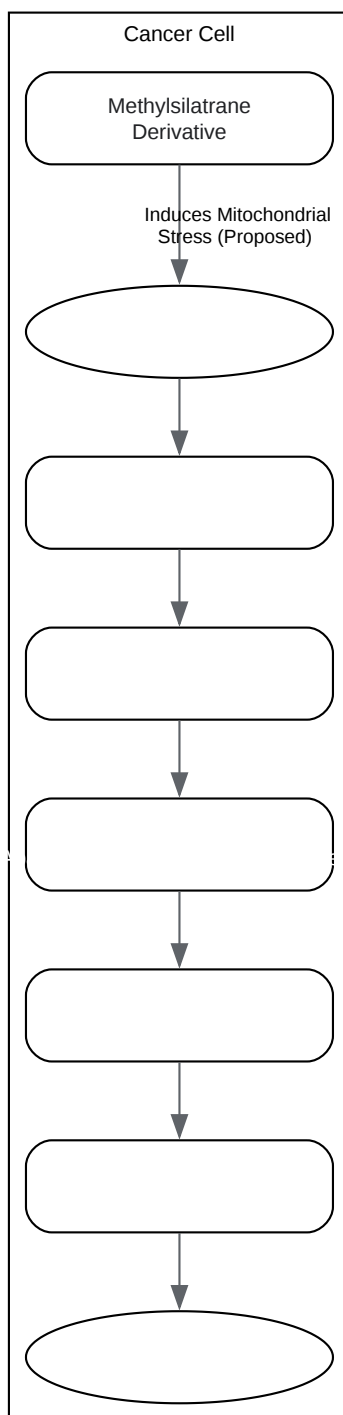 Cancer Cell
Methylsilatrane
Derivative
Induces Mitochondrial
Stress (Proposed)